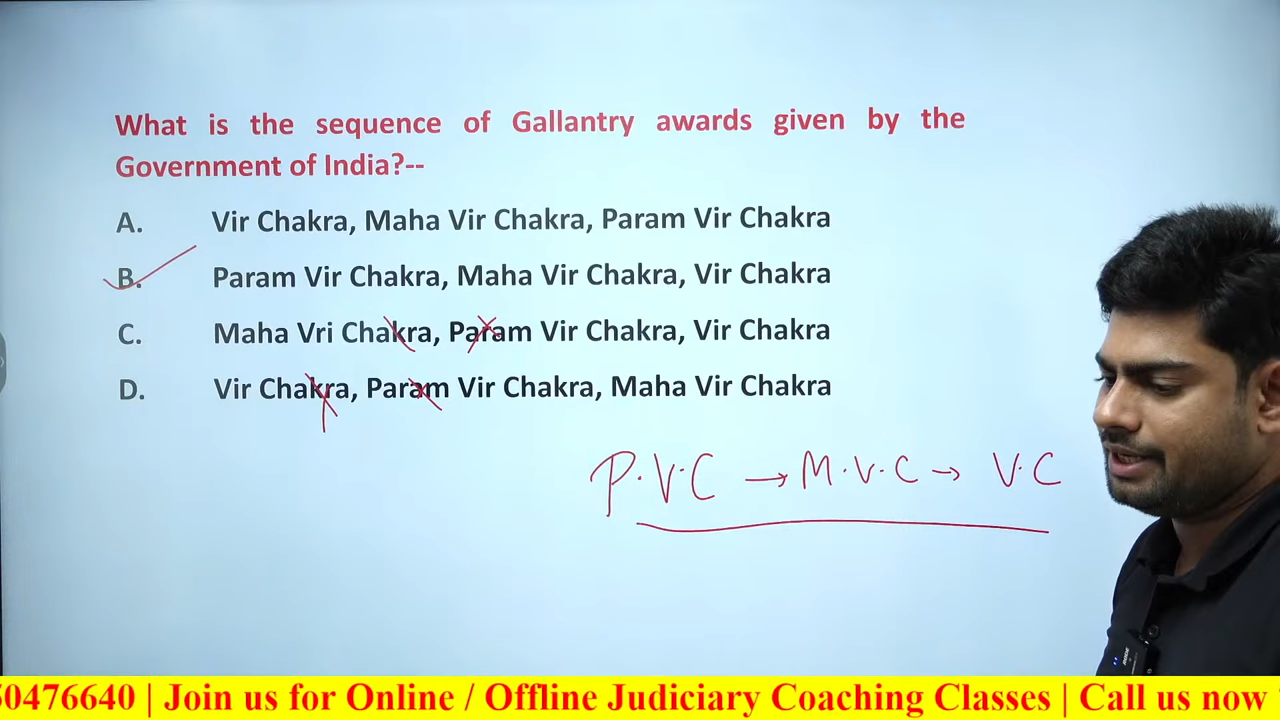 What is the sequence of Gallantry awards given by the
Government of India?--
A. Vir Chakra, Maha Vir Chakra, Param Vir Chakra
B. Param Vir Chakra, Maha Vir Chakra, Vir Chakra
C. Maha Vri Chakra, Param Vir Chakra, Vir Chakra
D. Vir Chakra, Param Vir Chakra, Maha Vir Chakra
P.V.C → M.V.C → V.C
50476640 | Join us for Online / Offline Judiciary Coaching Classes | Call us now